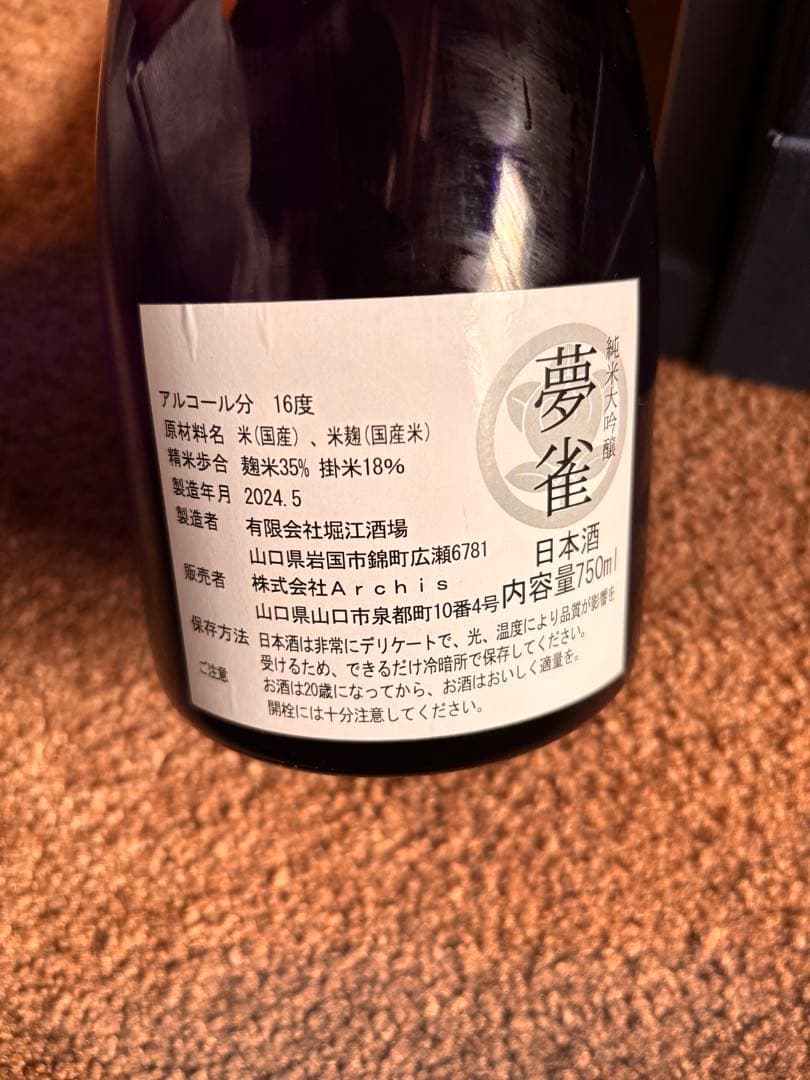 純米大吟醸
夢雀
日本酒
内容量750ml
アルコール分 16度
原材料名 米(国産)、米麹(国産米)
精米歩合 麹米35% 掛米18%
製造年月 2024.5
製造者 有限会社堀江酒場
山口県岩国市錦町広瀬6781
販売者 株式会社Archis
山口県山口市泉都町10番4号
保存方法 日本酒は非常にデリケートで、光、温度により品質が影響を
受けるため、できるだけ冷暗所で保存してください。
ご注意 お酒は20歳になってから、お酒はおいしく適量を。
開栓には十分注意してください。